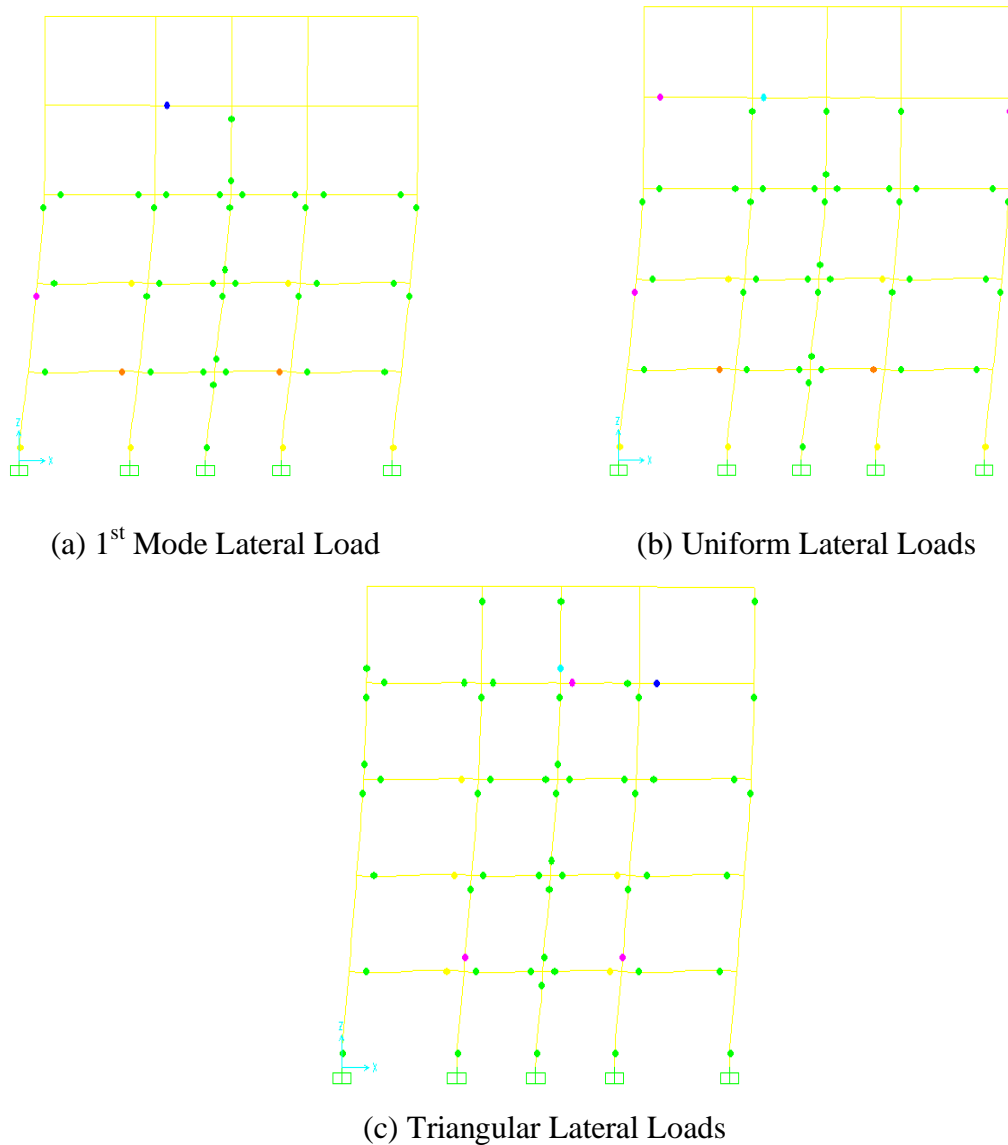 Z
X
Z
X
(a) 1st Mode Lateral Load
(b) Uniform Lateral Loads
Z
X
(c) Triangular Lateral Loads